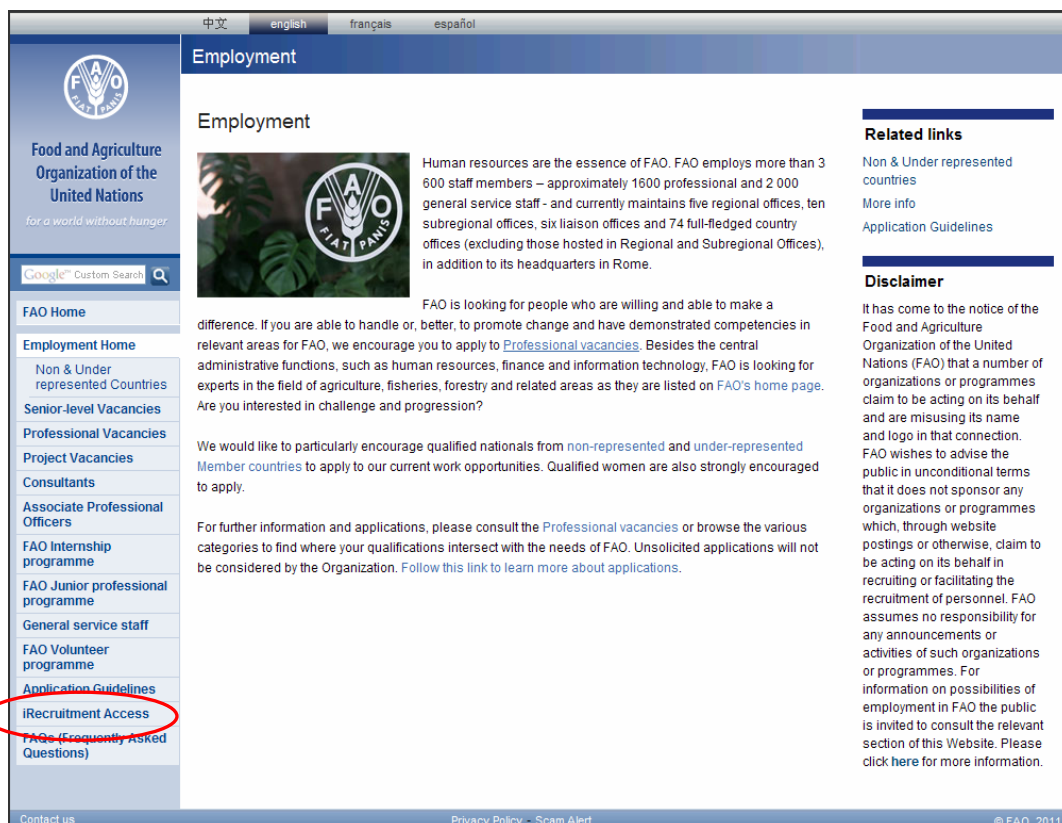 中文 english français español
Employment
FAO
FIAT PANIS
Food and Agriculture
Organization of the
United Nations
for a world without hunger
Google™ Custom Search
FAO Home
Employment Home
Non & Under
represented Countries
Senior-level Vacancies
Professional Vacancies
Project Vacancies
Consultants
Associate Professional
Officers
FAO Internship
programme
FAO Junior professional
programme
General service staff
FAO Volunteer
programme
Application Guidelines
iRecruitment Access
FAQs (Frequently Asked
Questions)
Employment
FAO
FIAT PANIS
Human resources are the essence of FAO. FAO employs more than 3
600 staff members – approximately 1600 professional and 2 000
general service staff - and currently maintains five regional offices, ten
subregional offices, six liaison offices and 74 full-fledged country
offices (excluding those hosted in Regional and Subregional Offices),
in addition to its headquarters in Rome.
FAO is looking for people who are willing and able to make a
difference. If you are able to handle or, better, to promote change and have demonstrated competencies in
relevant areas for FAO, we encourage you to apply to Professional vacancies. Besides the central
administrative functions, such as human resources, finance and information technology, FAO is looking for
experts in the field of agriculture, fisheries, forestry and related areas as they are listed on FAO's home page.
Are you interested in challenge and progression?
We would like to particularly encourage qualified nationals from non-represented and under-represented
Member countries to apply to our current work opportunities. Qualified women are also strongly encouraged
to apply.
For further information and applications, please consult the Professional vacancies or browse the various
categories to find where your qualifications intersect with the needs of FAO. Unsolicited applications will not
be considered by the Organization. Follow this link to learn more about applications.
Related links
Non & Under represented
countries
More info
Application Guidelines
Disclaimer
It has come to the notice of the
Food and Agriculture
Organization of the United
Nations (FAO) that a number of
organizations or programmes
claim to be acting on its behalf
and are misusing its name
and logo in that connection.
FAO wishes to advise the
public in unconditional terms
that it does not sponsor any
organizations or programmes
which, through website
postings or otherwise, claim to
be acting on its behalf in
recruiting or facilitating the
recruitment of personnel. FAO
assumes no responsibility for
any announcements or
activities of such organizations
or programmes. For
information on possibilities of
employment in FAO the public
is invited to consult the relevant
section of this Website. Please
click here for more information.
Contact us Privacy Policy - Scam Alert © FAO, 2011